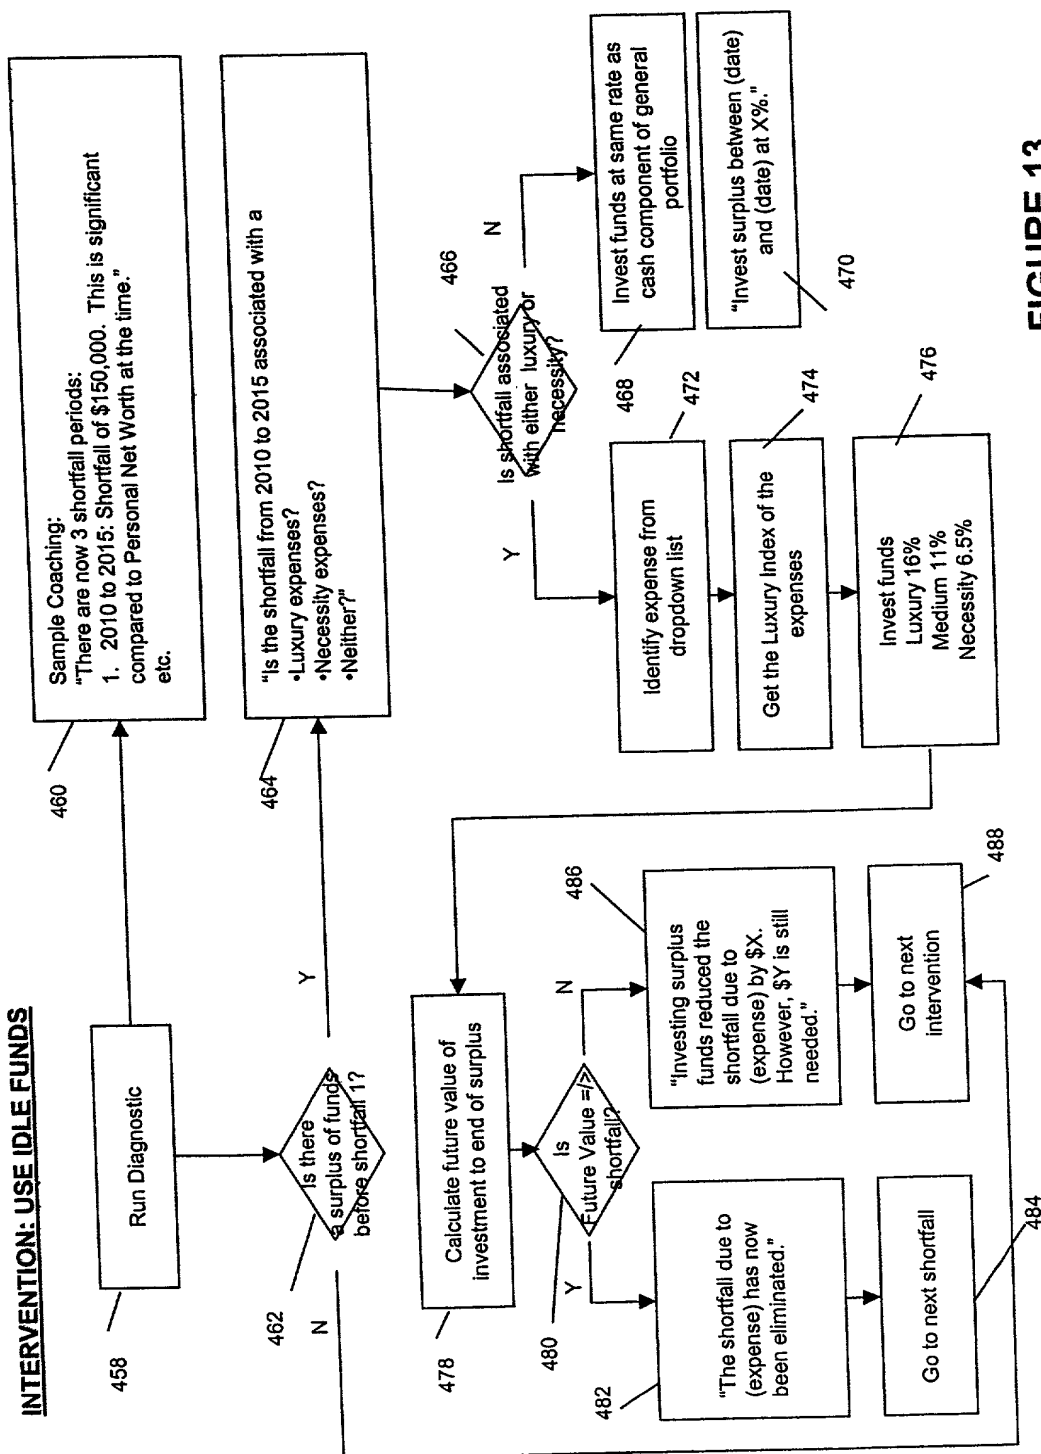 INTERVENTION: USE IDLE FUNDS
Run Diagnostic
458
Sample Coaching:
"There are now 3 shortfall periods:
1. 2010 to 2015: Shortfall of $150,000. This is significant
compared to Personal Net Worth at the time."
etc.
460
Is there
a surplus of funds
before shortfall 1?
462
Y
N
"Is the shortfall from 2010 to 2015 associated with a
•Luxury expenses?
•Necessity expenses?
•Neither?"
464
Is shortfall associated
with either luxury or
necessity?
466
Y
N
Invest funds at same rate as
cash component of general
portfolio
468
"Invest surplus between (date)
and (date) at X%."
470
Identify expense from
dropdown list
472
Get the Luxury Index of the
expenses
474
Invest funds
Luxury 16%
Medium 11%
Necessity 6.5%
476
Calculate future value of
investment to end of surplus
478
Is
Future Value =/>
shortfall?
480
Y
N
"The shortfall due to
(expense) has now
been eliminated."
482
Go to next shortfall
484
"Investing surplus
funds reduced the
shortfall due to
(expense) by $X.
However, $Y is still
needed."
486
Go to next
intervention
488
FIGURE 13